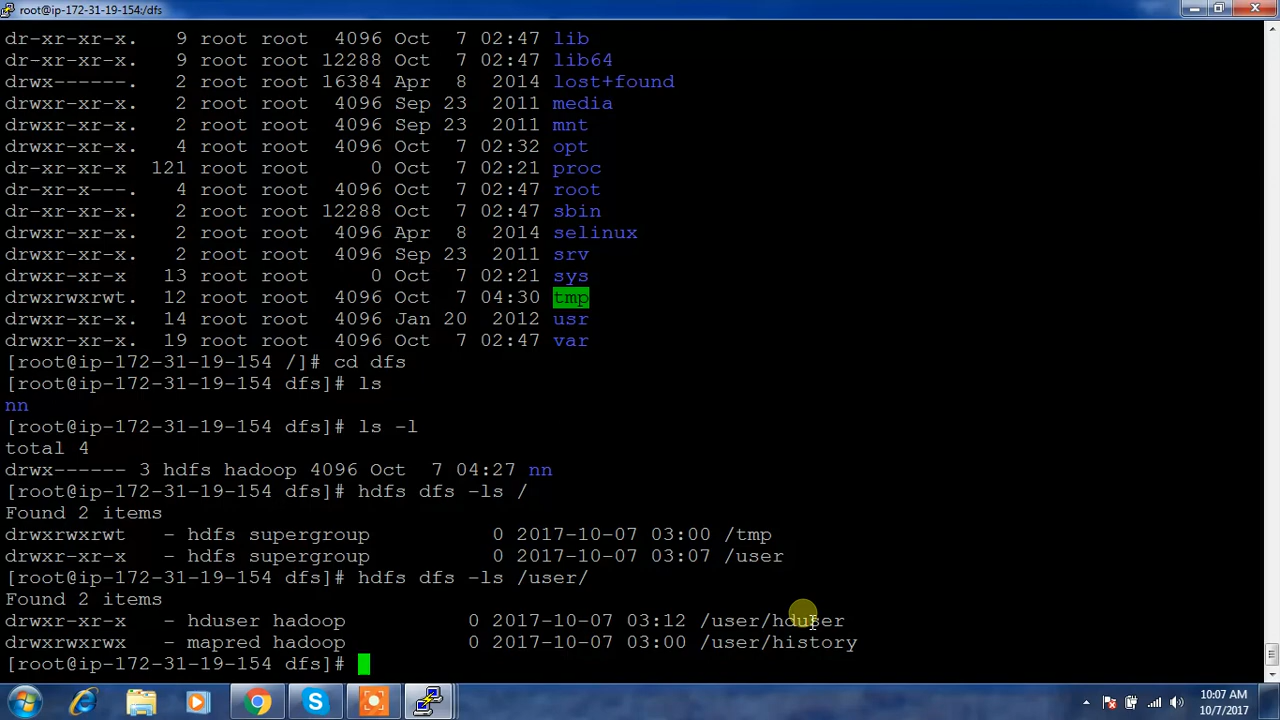 root@ip-172-31-19-154:/dfs
dr-xr-xr-x. 9 root root 4096 Oct 7 02:47 lib
dr-xr-xr-x. 9 root root 12288 Oct 7 02:47 lib64
drwx------. 2 root root 16384 Apr 8 2014 lost+found
drwxr-xr-x. 2 root root 4096 Sep 23 2011 media
drwxr-xr-x. 2 root root 4096 Sep 23 2011 mnt
drwxr-xr-x. 4 root root 4096 Oct 7 02:32 opt
dr-xr-xr-x 121 root root 0 Oct 7 02:21 proc
dr-xr-x---. 4 root root 4096 Oct 7 02:47 root
dr-xr-xr-x. 2 root root 12288 Oct 7 02:47 sbin
drwxr-xr-x. 2 root root 4096 Apr 8 2014 selinux
drwxr-xr-x. 2 root root 4096 Sep 23 2011 srv
drwxr-xr-x 13 root root 0 Oct 7 02:21 sys
drwxrwxrwt. 12 root root 4096 Oct 7 04:30 tmp
drwxr-xr-x. 14 root root 4096 Jan 20 2012 usr
drwxr-xr-x. 19 root root 4096 Oct 7 02:47 var
[root@ip-172-31-19-154 /]# cd dfs
[root@ip-172-31-19-154 dfs]# ls
nn
[root@ip-172-31-19-154 dfs]# ls -l
total 4
drwx------ 3 hdfs hadoop 4096 Oct 7 04:27 nn
[root@ip-172-31-19-154 dfs]# hdfs dfs -ls /
Found 2 items
drwxrwxrwt - hdfs supergroup 0 2017-10-07 03:00 /tmp
drwxr-xr-x - hdfs supergroup 0 2017-10-07 03:07 /user
[root@ip-172-31-19-154 dfs]# hdfs dfs -ls /user/
Found 2 items
drwxr-xr-x - hduser hadoop 0 2017-10-07 03:12 /user/hduser
drwxrwxrwx - mapred hadoop 0 2017-10-07 03:00 /user/history
[root@ip-172-31-19-154 dfs]#
10:07 AM
10/7/2017